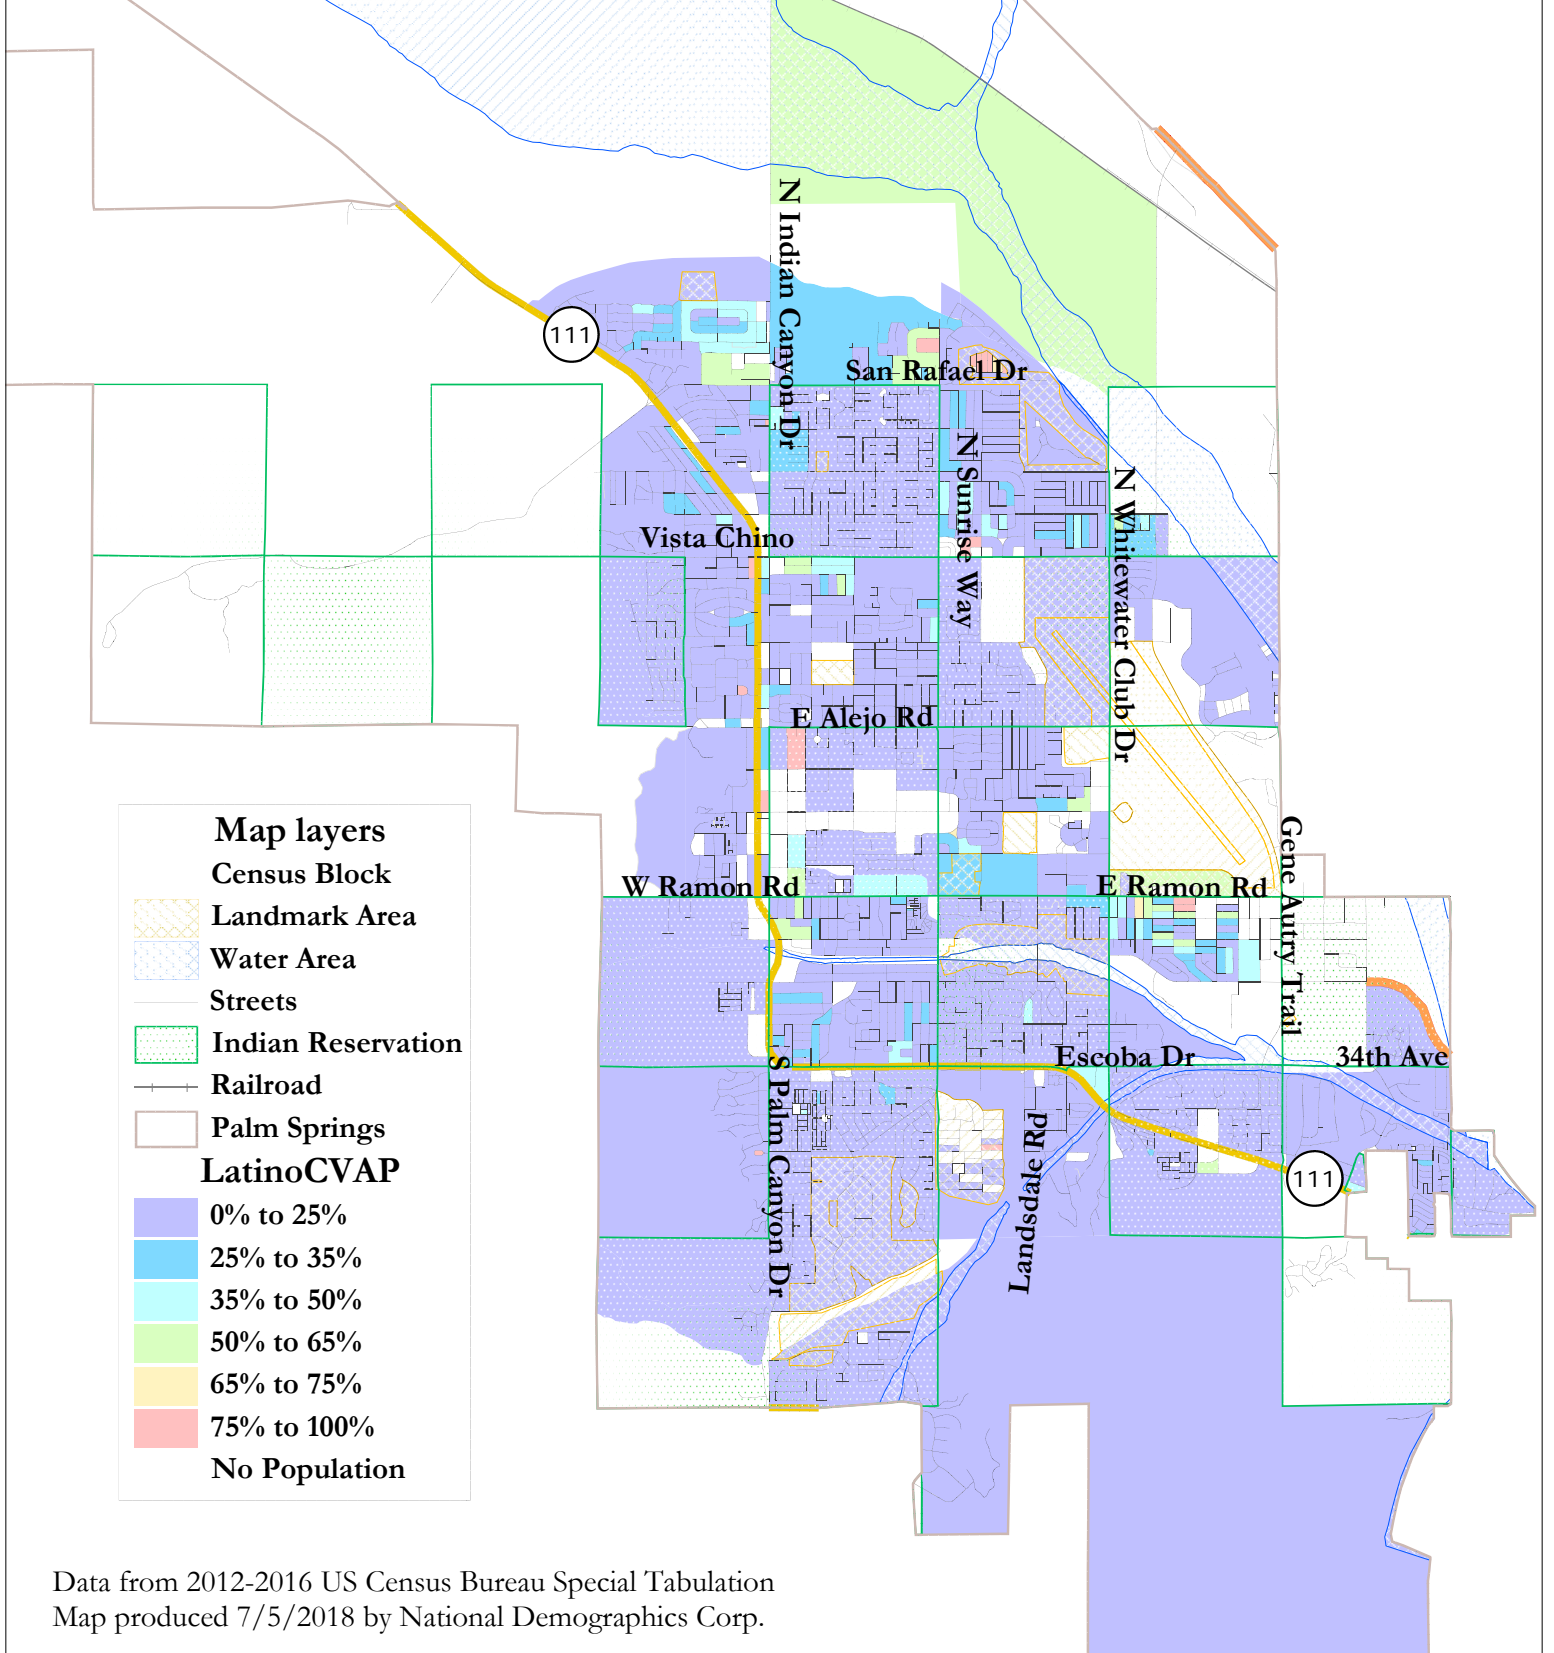 N Indian Canyon Dr
111
San Rafael Dr
N Sunrise Way
N Whitewater Club Dr
Vista Chino
E Alejo Rd
Gene Autry Trail
W Ramon Rd
E Ramon Rd
Escoba Dr
34th Ave
S Palm Canyon Dr
Landsdale Rd
111
Map layers
Census Block
Landmark Area
Water Area
Streets
Indian Reservation
Railroad
Palm Springs
LatinoCVAP
0% to 25%
25% to 35%
35% to 50%
50% to 65%
65% to 75%
75% to 100%
No Population
Data from 2012-2016 US Census Bureau Special Tabulation
Map produced 7/5/2018 by National Demographics Corp.